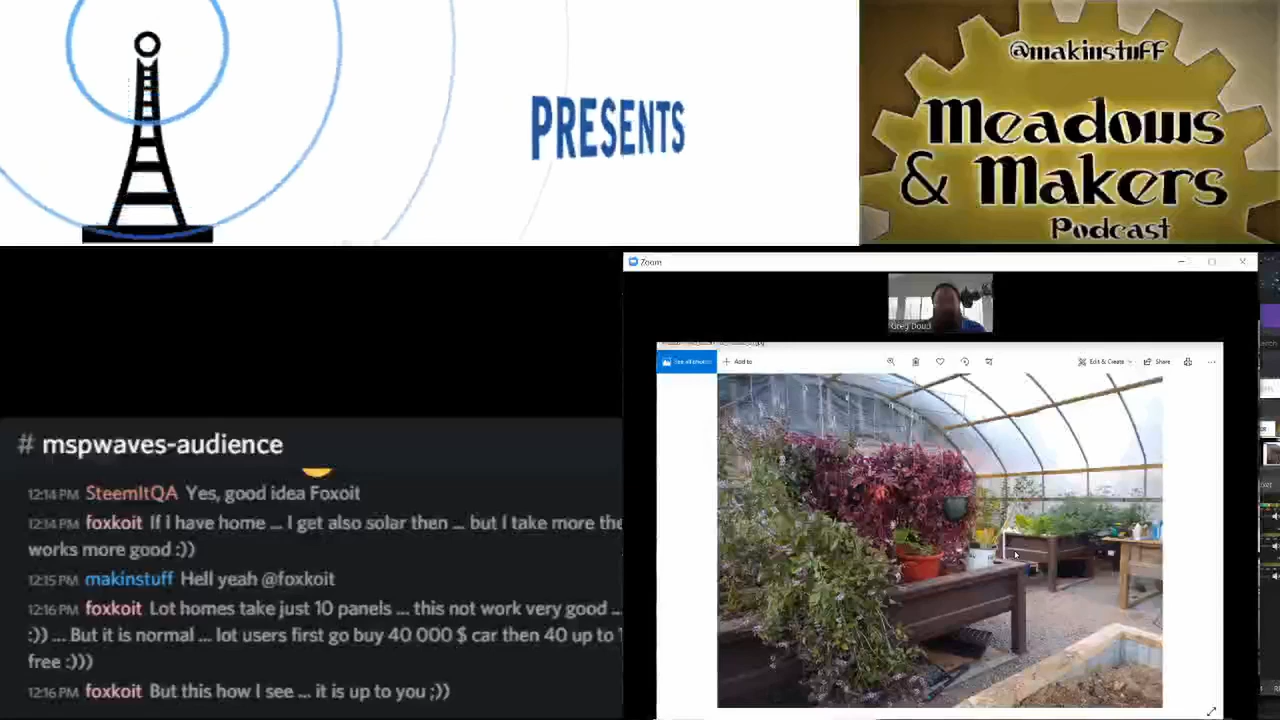 PRESENTS
@makinstuff
Meadows
& Makers
Podcast
Zoom
Greg Doud
Add to
Edit & Create
Share
# mspwaves-audience
12:14 PM SteemItQA Yes, good idea Foxoit
12:14 PM foxkoit If I have home ... I get also solar then ... but I take more the
works more good :))
12:15 PM makinstuff Hell yeah @foxkoit
12:16 PM foxkoit Lot homes take just 10 panels ... this not work very good ...
:)) ... But it is normal ... lot users first go buy 40 000 $ car then 40 up to 1
free :)))
12:16 PM foxkoit But this how I see ... it is up to you ;))